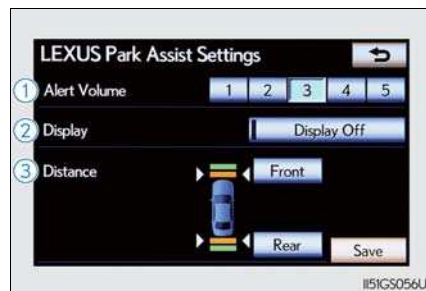 LEXUS Park Assist Settings
1 Alert Volume 1 2 3 4 5
2 Display Display Off
3 Distance Front
Rear Save
II51GS056U